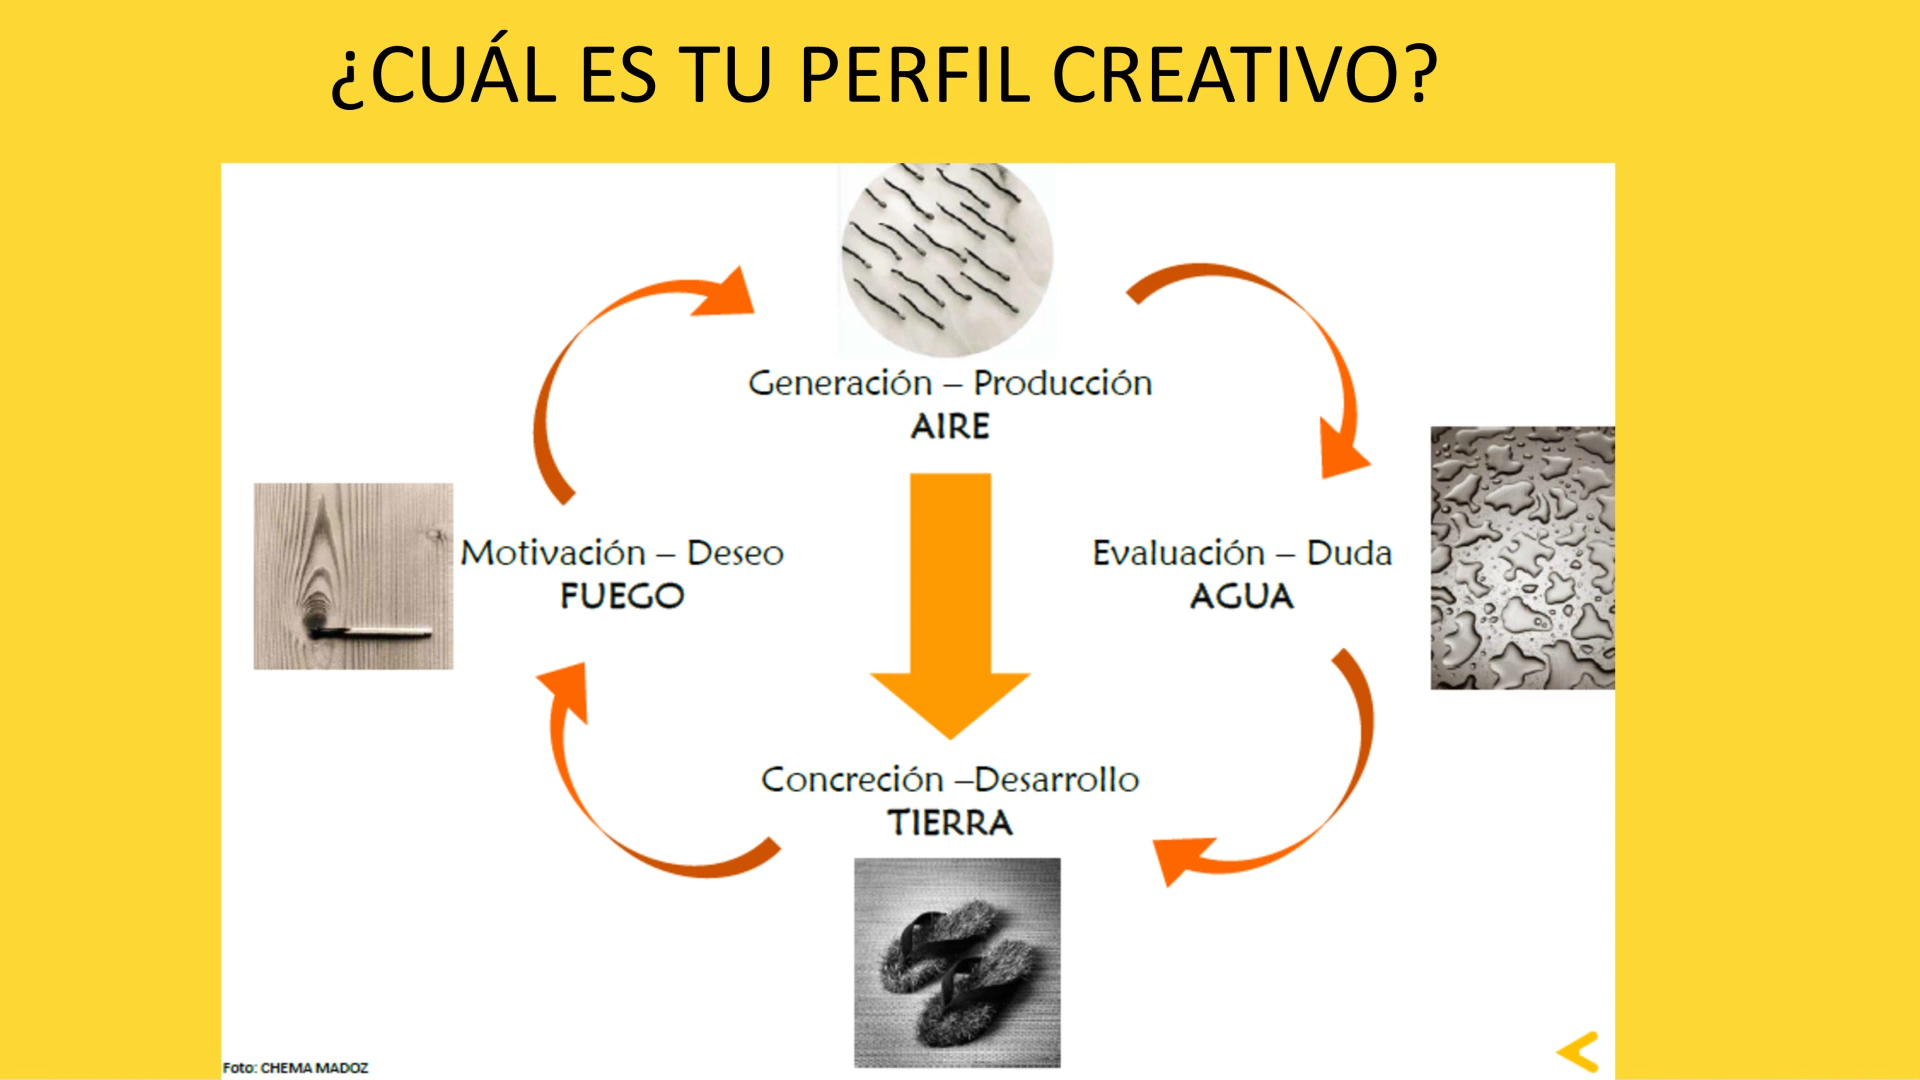 ¿CUÁL ES TU PERFIL CREATIVO?
Generación – Producción
AIRE
Motivación – Deseo
FUEGO
Evaluación – Duda
AGUA
Concreción –Desarrollo
TIERRA
Foto: CHEMA MADOZ